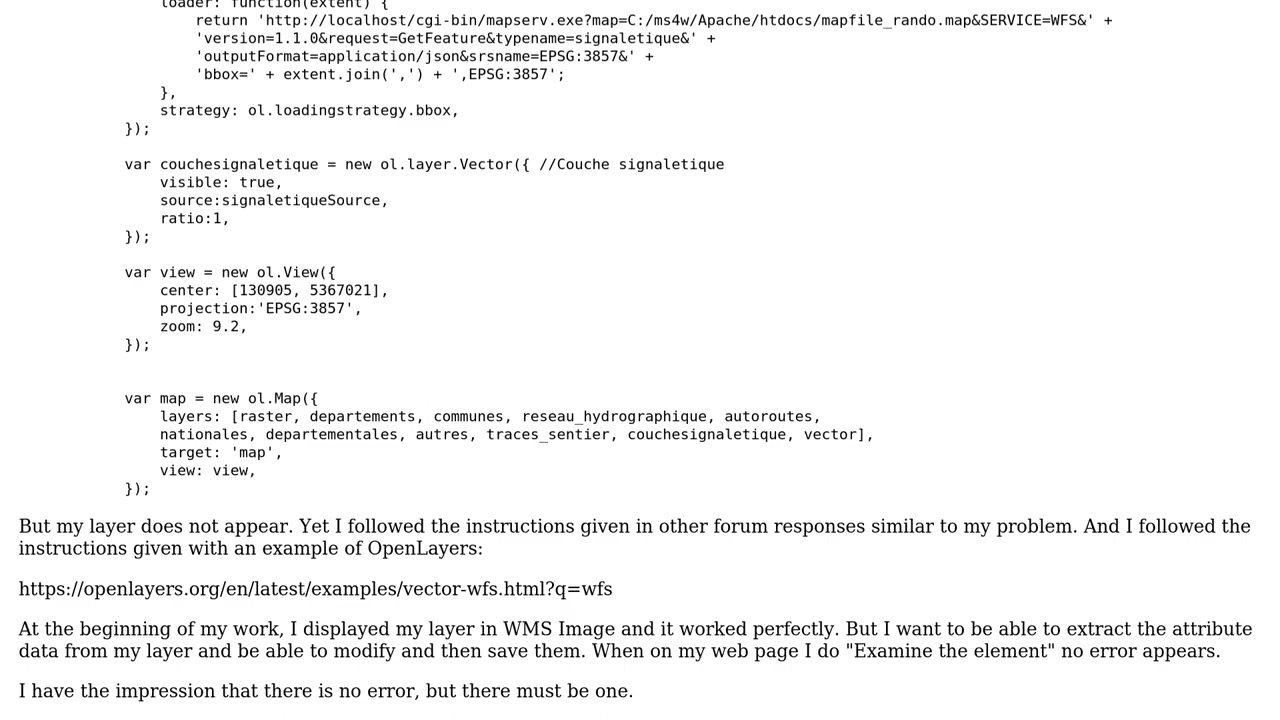 loader: function(extent) {
return 'http://localhost/cgi-bin/mapserv.exe?map=C:/ms4w/Apache/htdocs/mapfile_rando.map&SERVICE=WFS&' +
'version=1.1.0&request=GetFeature&typename=signaletique&' +
'outputFormat=application/json&srsname=EPSG:3857&' +
'bbox=' + extent.join(',') + ',EPSG:3857';
},
strategy: ol.loadingstrategy.bbox,
});
var couchesignaletique = new ol.layer.Vector({ //Couche signaletique
visible: true,
source:signaletiqueSource,
ratio:1,
});
var view = new ol.View({
center: [130905, 5367021],
projection:'EPSG:3857',
zoom: 9.2,
});
var map = new ol.Map({
layers: [raster, departements, communes, reseau_hydrographique, autoroutes,
nationales, departementales, autres, traces_sentier, couchesignaletique, vector],
target: 'map',
view: view,
});
But my layer does not appear. Yet I followed the instructions given in other forum responses similar to my problem. And I followed the
instructions given with an example of OpenLayers:
https://openlayers.org/en/latest/examples/vector-wfs.html?q=wfs
At the beginning of my work, I displayed my layer in WMS Image and it worked perfectly. But I want to be able to extract the attribute
data from my layer and be able to modify and then save them. When on my web page I do "Examine the element" no error appears.
I have the impression that there is no error, but there must be one.